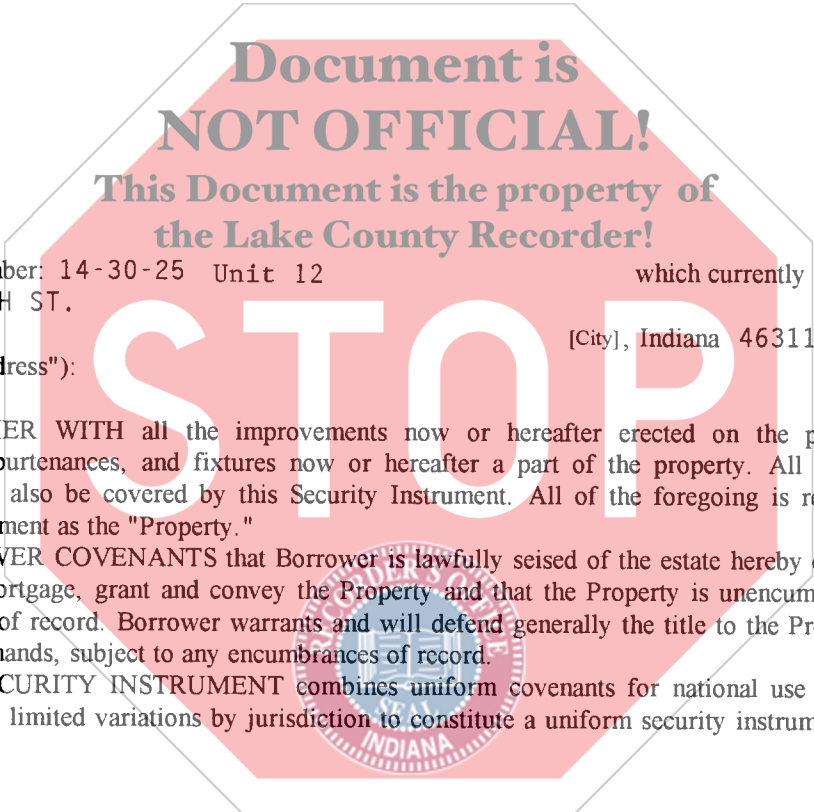 Document is
NOT OFFICIAL!
This Document is the property of
the Lake County Recorder!
ber: 14-30-25 Unit 12 which currently
H ST.
[City], Indiana 46311
dress"):
STOP
ER WITH all the improvements now or hereafter erected on the p
purtenances, and fixtures now or hereafter a part of the property. All
also be covered by this Security Instrument. All of the foregoing is re
ment as the "Property."
WER COVENANTS that Borrower is lawfully seised of the estate hereby
ortgage, grant and convey the Property and that the Property is unencum
of record. Borrower warrants and will defend generally the title to the Pr
nands, subject to any encumbrances of record.
CURITY INSTRUMENT combines uniform covenants for national use
limited variations by jurisdiction to constitute a uniform security instrum
RECORDER'S OFFICE
SEAL
INDIANA